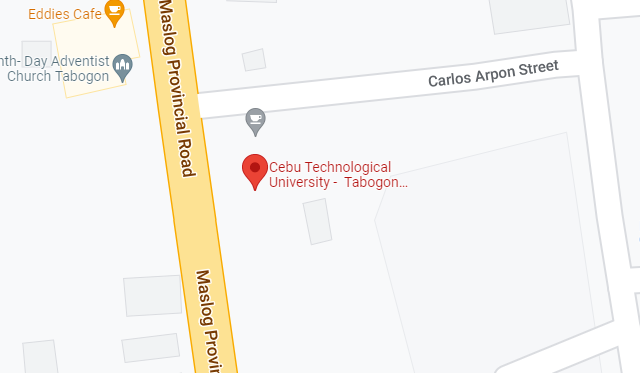 Eddies Cafe
Maslog Provincial Road
nth- Day Adventist
Church Tabogon
Carlos Arpon Street
Cebu Technological
University - Tabogon...
Maslog Provin